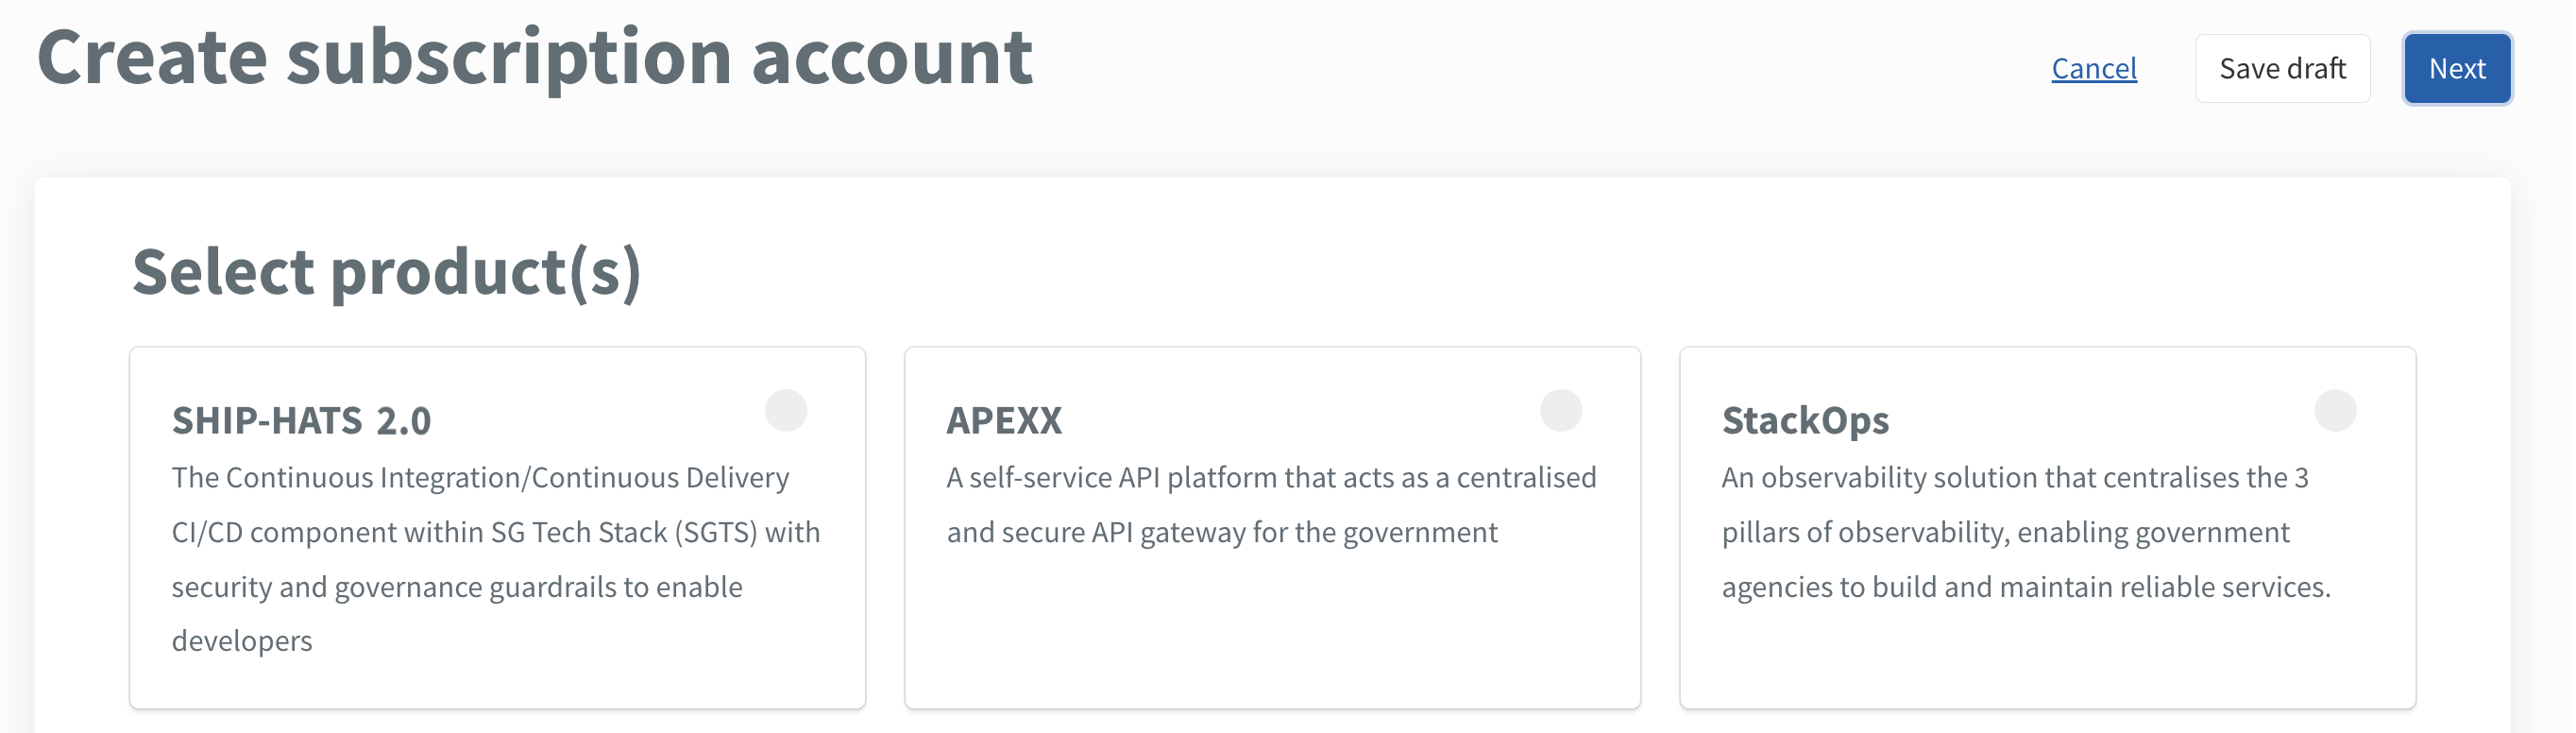 Create subscription account
Cancel
Save draft
Next
Select product(s)
SHIP-HATS 2.0
The Continuous Integration/Continuous Delivery
CI/CD component within SG Tech Stack (SGTS) with
security and governance guardrails to enable
developers
APEXX
A self-service API platform that acts as a centralised
and secure API gateway for the government
StackOps
An observability solution that centralises the 3
pillars of observability, enabling government
agencies to build and maintain reliable services.